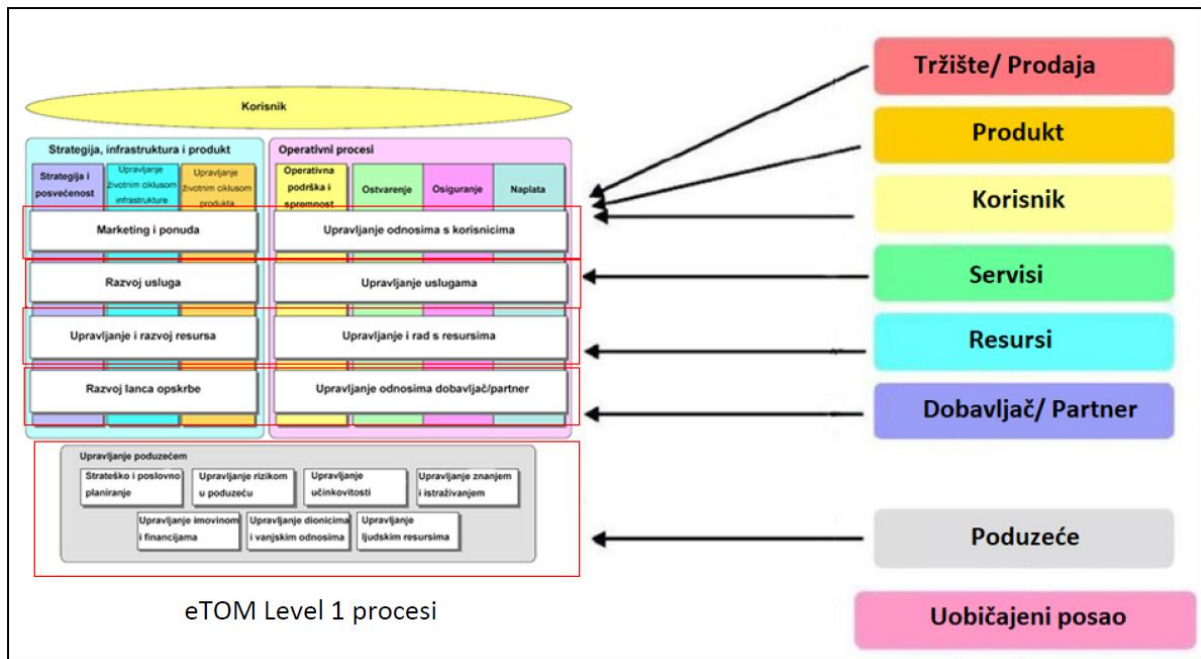 Korisnik
Strategija, infrastruktura i produkt
Operativni procesi
Strategija i
posvećenost
Upravljanje
životnim ciklusom
infrastrukture
Upravljanje
životnim ciklusom
produkta
Operativna
podrška i
spremnost
Ostvarenje
Osiguranje
Naplata
Marketing i ponuda
Upravljanje odnosima s korisnicima
Razvoj usluga
Upravljanje uslugama
Upravljanje i razvoj resursa
Upravljanje i rad s resursima
Razvoj lanca opskrbe
Upravljanje odnosima dobavljač/partner
Upravljanje poduzećem
Strateško i poslovno
planiranje
Upravljanje rizikom
u poduzeću
Upravljanje
učinkovitosti
Upravljanje znanjem
i istraživanjem
Upravljanje imovinom
i financijama
Upravljanje dionicima
i vanjskim odnosima
Upravljanje
ljudskim resursima
eTOM Level 1 procesi
Tržište/ Prodaja
Produkt
Korisnik
Servisi
Resursi
Dobavljač/ Partner
Poduzeće
Uobičajeni posao